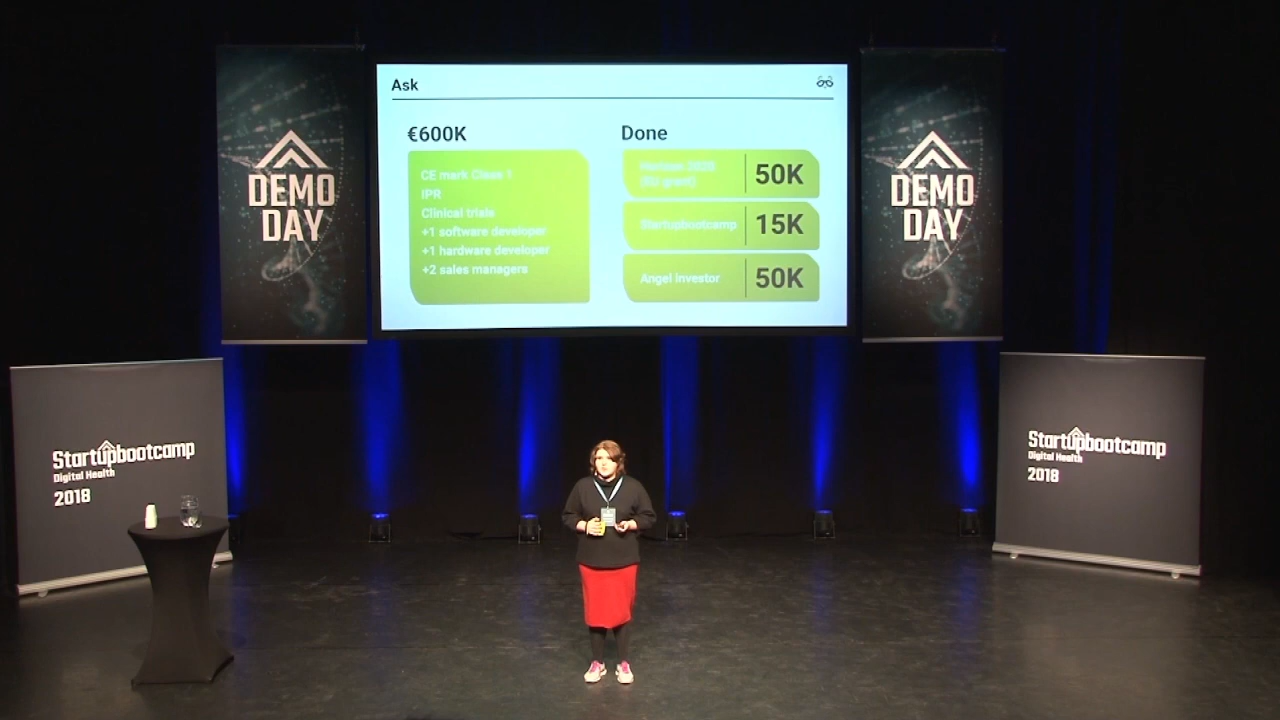 Ask
€600K
CE mark Class 1
IPR
Clinical trials
+1 software developer
+1 hardware developer
+2 sales managers
Done
Horizon 2020
(EU grant)
50K
Startupbootcamp
15K
Angel Investor
50K
DEMO
DAY
DEMO
DAY
Startupbootcamp
Digital Health
2018
Startupbootcamp
Digital Health
2018